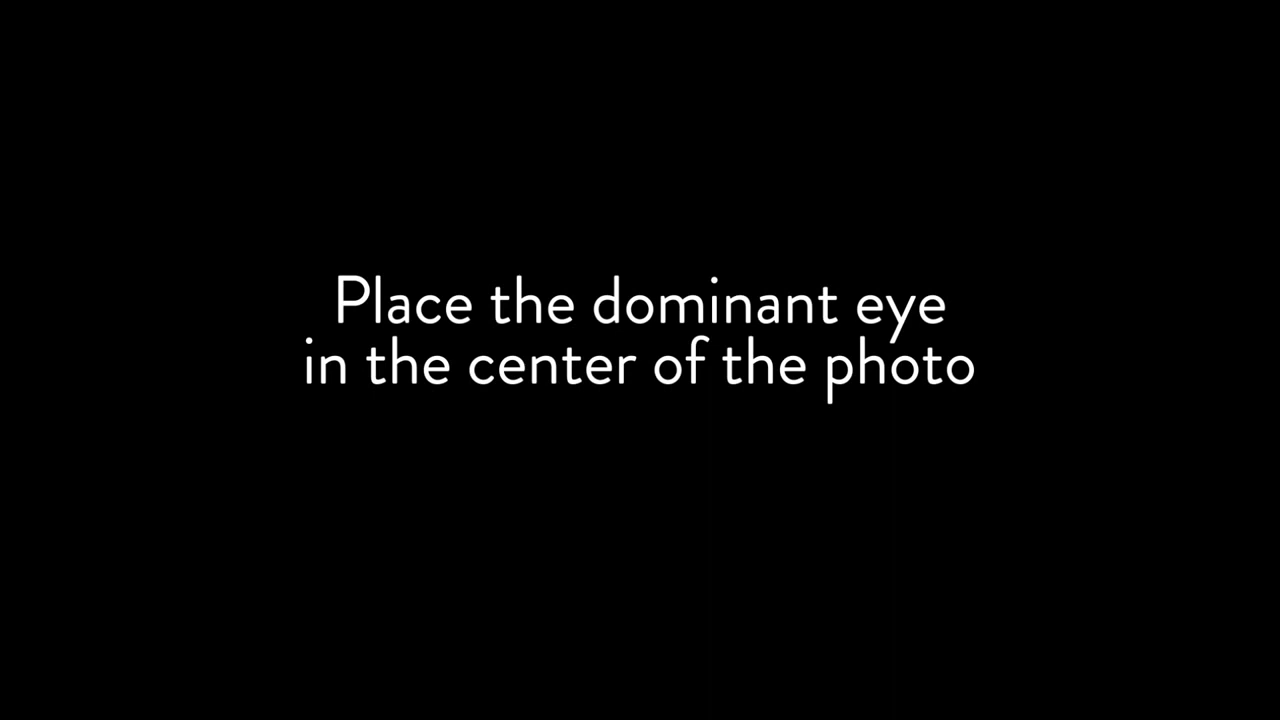 Place the dominant eye
in the center of the photo